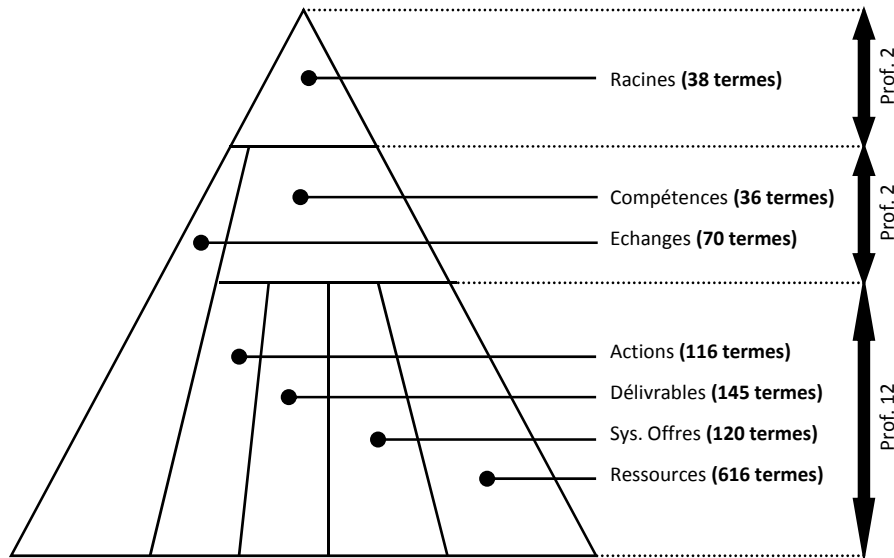 Racines (38 termes)
Prof. 2
Compétences (36 termes)
Echanges (70 termes)
Prof. 2
Actions (116 termes)
Délivrables (145 termes)
Sys. Offres (120 termes)
Ressources (616 termes)
Prof. 12